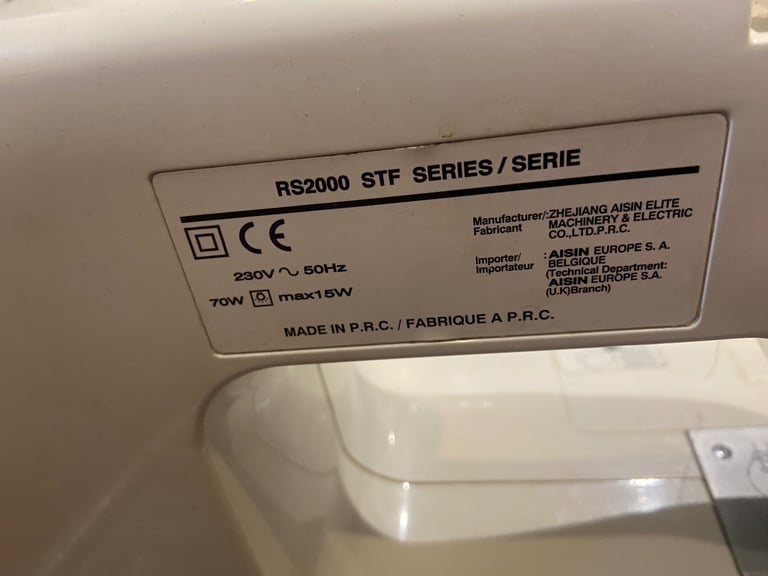 RS2000 STF SERIES / SERIE
CE
230V ~ 50Hz
70W max15W
Manufacturer/:ZHEJIANG AISIN ELITE
Fabricant MACHINERY & ELECTRIC
CO.,LTD.P.R.C.
Importer/ : AISIN EUROPE S. A.
Importateur BELGIQUE
(Technical Department:
AISIN EUROPE S.A.
(U.K)Branch)
MADE IN P.R.C. / FABRIQUE A P.R.C.